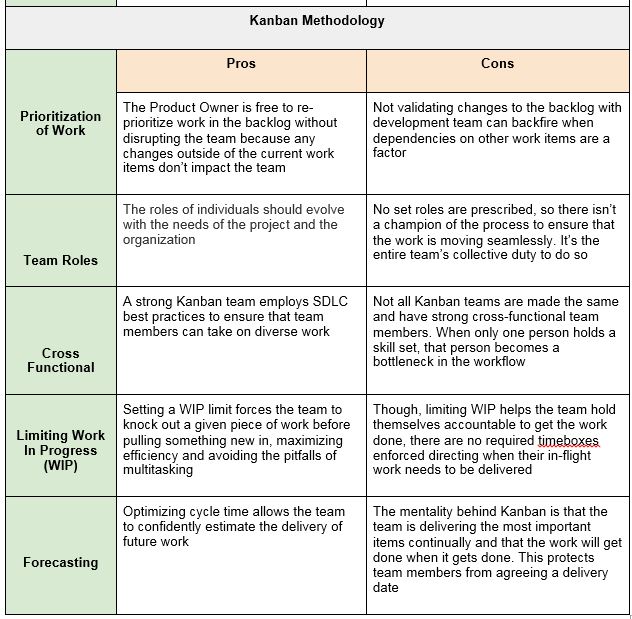 Kanban Methodology
Pros
Cons
Prioritization
of Work
The Product Owner is free to re-
prioritize work in the backlog without
disrupting the team because any
changes outside of the current work
items don't impact the team
Not validating changes to the backlog with
development team can backfire when
dependencies on other work items are a
factor
Team Roles
The roles of individuals should evolve
with the needs of the project and the
organization
No set roles are prescribed, so there isn't
a champion of the process to ensure that
the work is moving seamlessly. It's the
entire team's collective duty to do so
Cross
Functional
A strong Kanban team employs SDLC
best practices to ensure that team
members can take on diverse work
Not all Kanban teams are made the same
and have strong cross-functional team
members. When only one person holds a
skill set, that person becomes a
bottleneck in the workflow
Limiting Work
In Progress
(WIP)
Setting a WIP limit forces the team to
knock out a given piece of work before
pulling something new in, maximizing
efficiency and avoiding the pitfalls of
multitasking
Though, limiting WIP helps the team hold
themselves accountable to get the work
done, there are no required timeboxes
enforced directing when their in-flight
work needs to be delivered
Forecasting
Optimizing cycle time allows the team
to confidently estimate the delivery of
future work
The mentality behind Kanban is that the
team is delivering the most important
items continually and that the work will get
done when it gets done. This protects
team members from agreeing a delivery
date